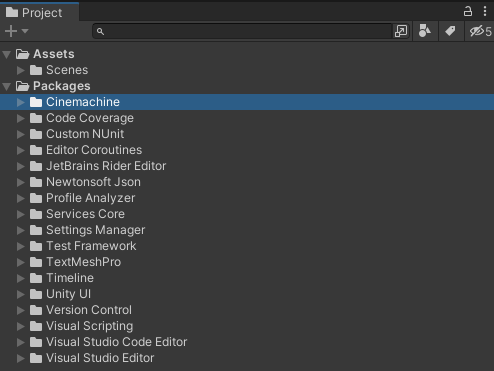 Project
5
Assets
Scenes
Packages
Cinemachine
Code Coverage
Custom NUnit
Editor Coroutines
JetBrains Rider Editor
Newtonsoft Json
Profile Analyzer
Services Core
Settings Manager
Test Framework
TextMeshPro
Timeline
Unity UI
Version Control
Visual Scripting
Visual Studio Code Editor
Visual Studio Editor